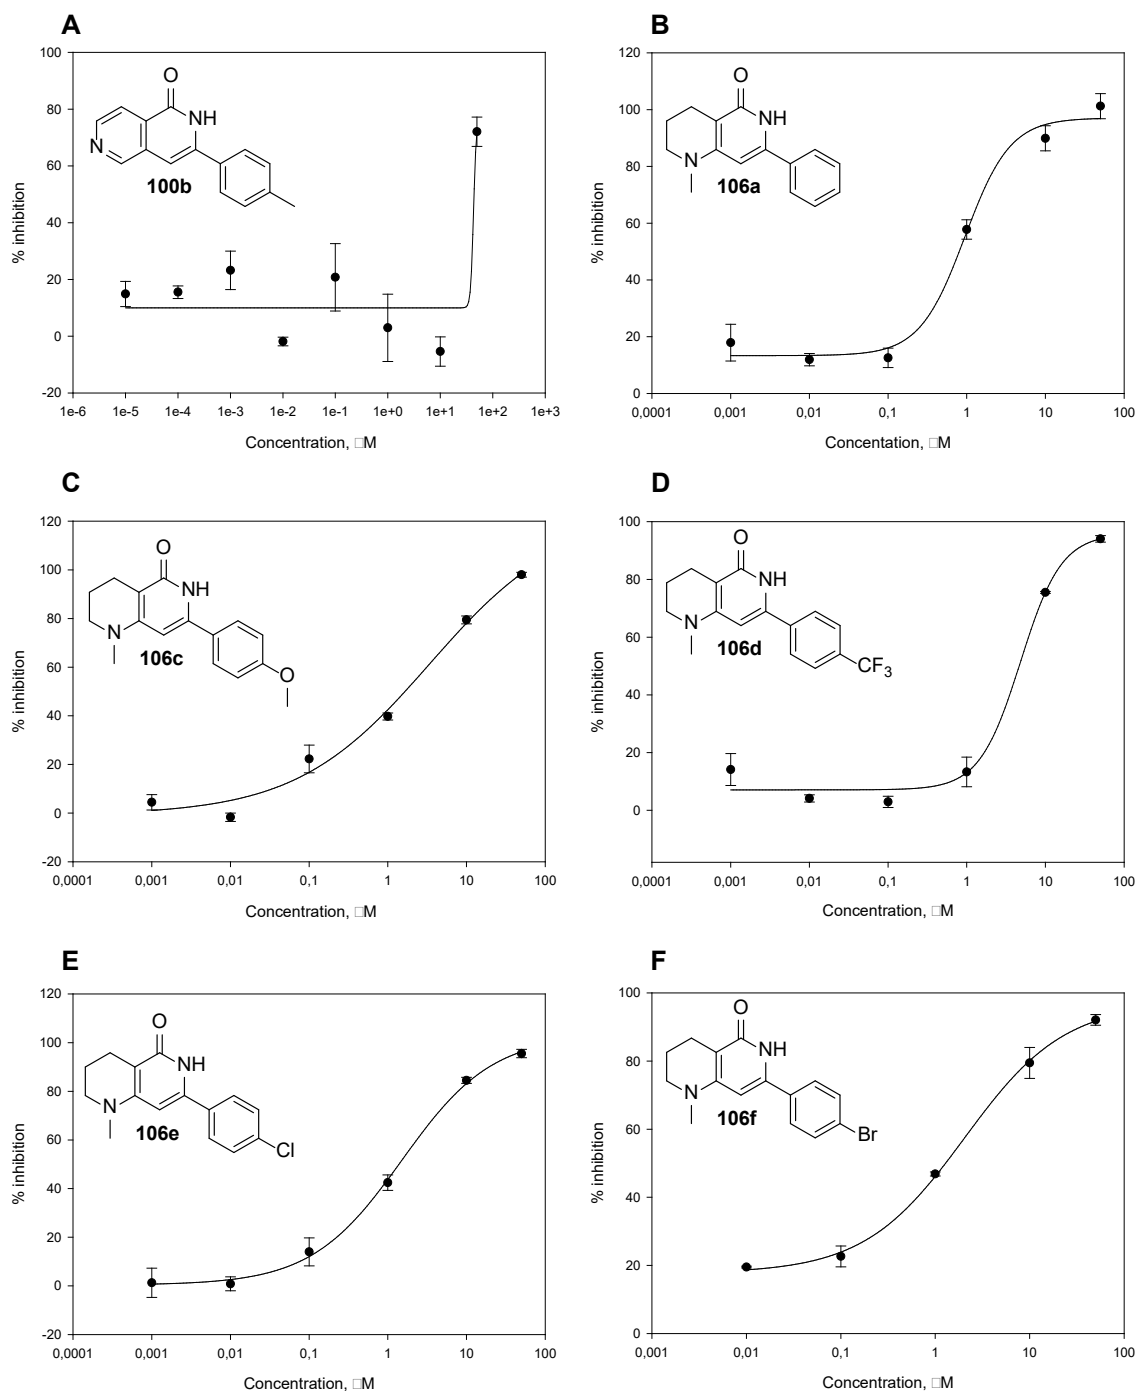 A
100
80
60
40
20
0
-20
% inhibition
O
NH
N
100b
1e-6 1e-5 1e-4 1e-3 1e-2 1e-1 1e+0 1e+1 1e+2 1e+3
Concentration, □M
B
120
100
80
60
40
20
0
% inhibition
O
NH
N
106a
0,0001 0,001 0,01 0,1 1 10 100
Concentation, □M
C
120
100
80
60
40
20
0
-20
% inhibition
O
NH
N
106c
O
0,0001 0,001 0,01 0,1 1 10 100
Concentration, □M
D
100
80
60
40
20
0
% inhibition
O
NH
N
106d
CF3
0,0001 0,001 0,01 0,1 1 10 100
Concentration, □M
E
120
100
80
60
40
20
0
-20
% inhibition
O
NH
N
106e
Cl
0,0001 0,001 0,01 0,1 1 10 100
Concentration, □M
F
100
80
60
40
20
0
% inhibition
O
NH
N
106f
Br
0,001 0,01 0,1 1 10 100
Concentration, □M